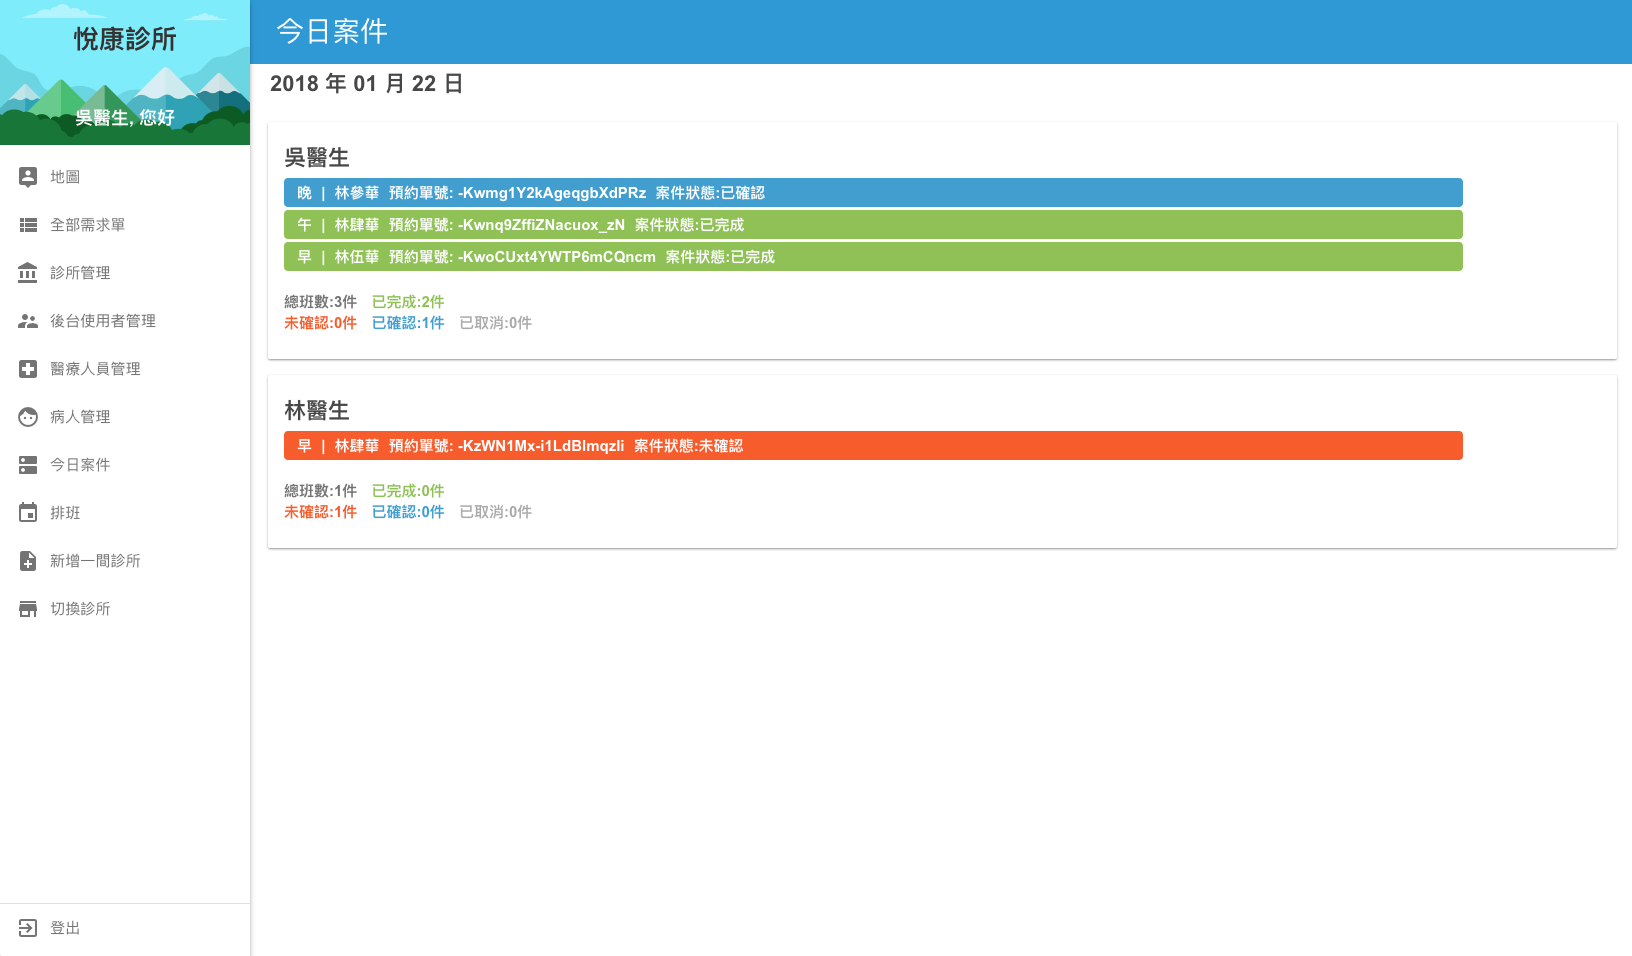 悅康診所
吳醫生, 您好
地圖
全部需求單
診所管理
後台使用者管理
醫療人員管理
病人管理
今日案件
排班
新增一間診所
切換診所
登出
今日案件
2018 年 01 月 22 日
吳醫生
晚 | 林參華 預約單號: -Kwmg1Y2kAgeqgbXdPRz 案件狀態:已確認
午 | 林肆華 預約單號: -Kwnq9ZffiZNacuox_zN 案件狀態:已完成
早 | 林伍華 預約單號: -KwoCUxt4YWTP6mCQncm 案件狀態:已完成
總班數:3件 已完成:2件
未確認:0件 已確認:1件 已取消:0件
林醫生
早 | 林肆華 預約單號: -KzWN1Mx-i1LdBlmqzli 案件狀態:未確認
總班數:1件 已完成:0件
未確認:1件 已確認:0件 已取消:0件